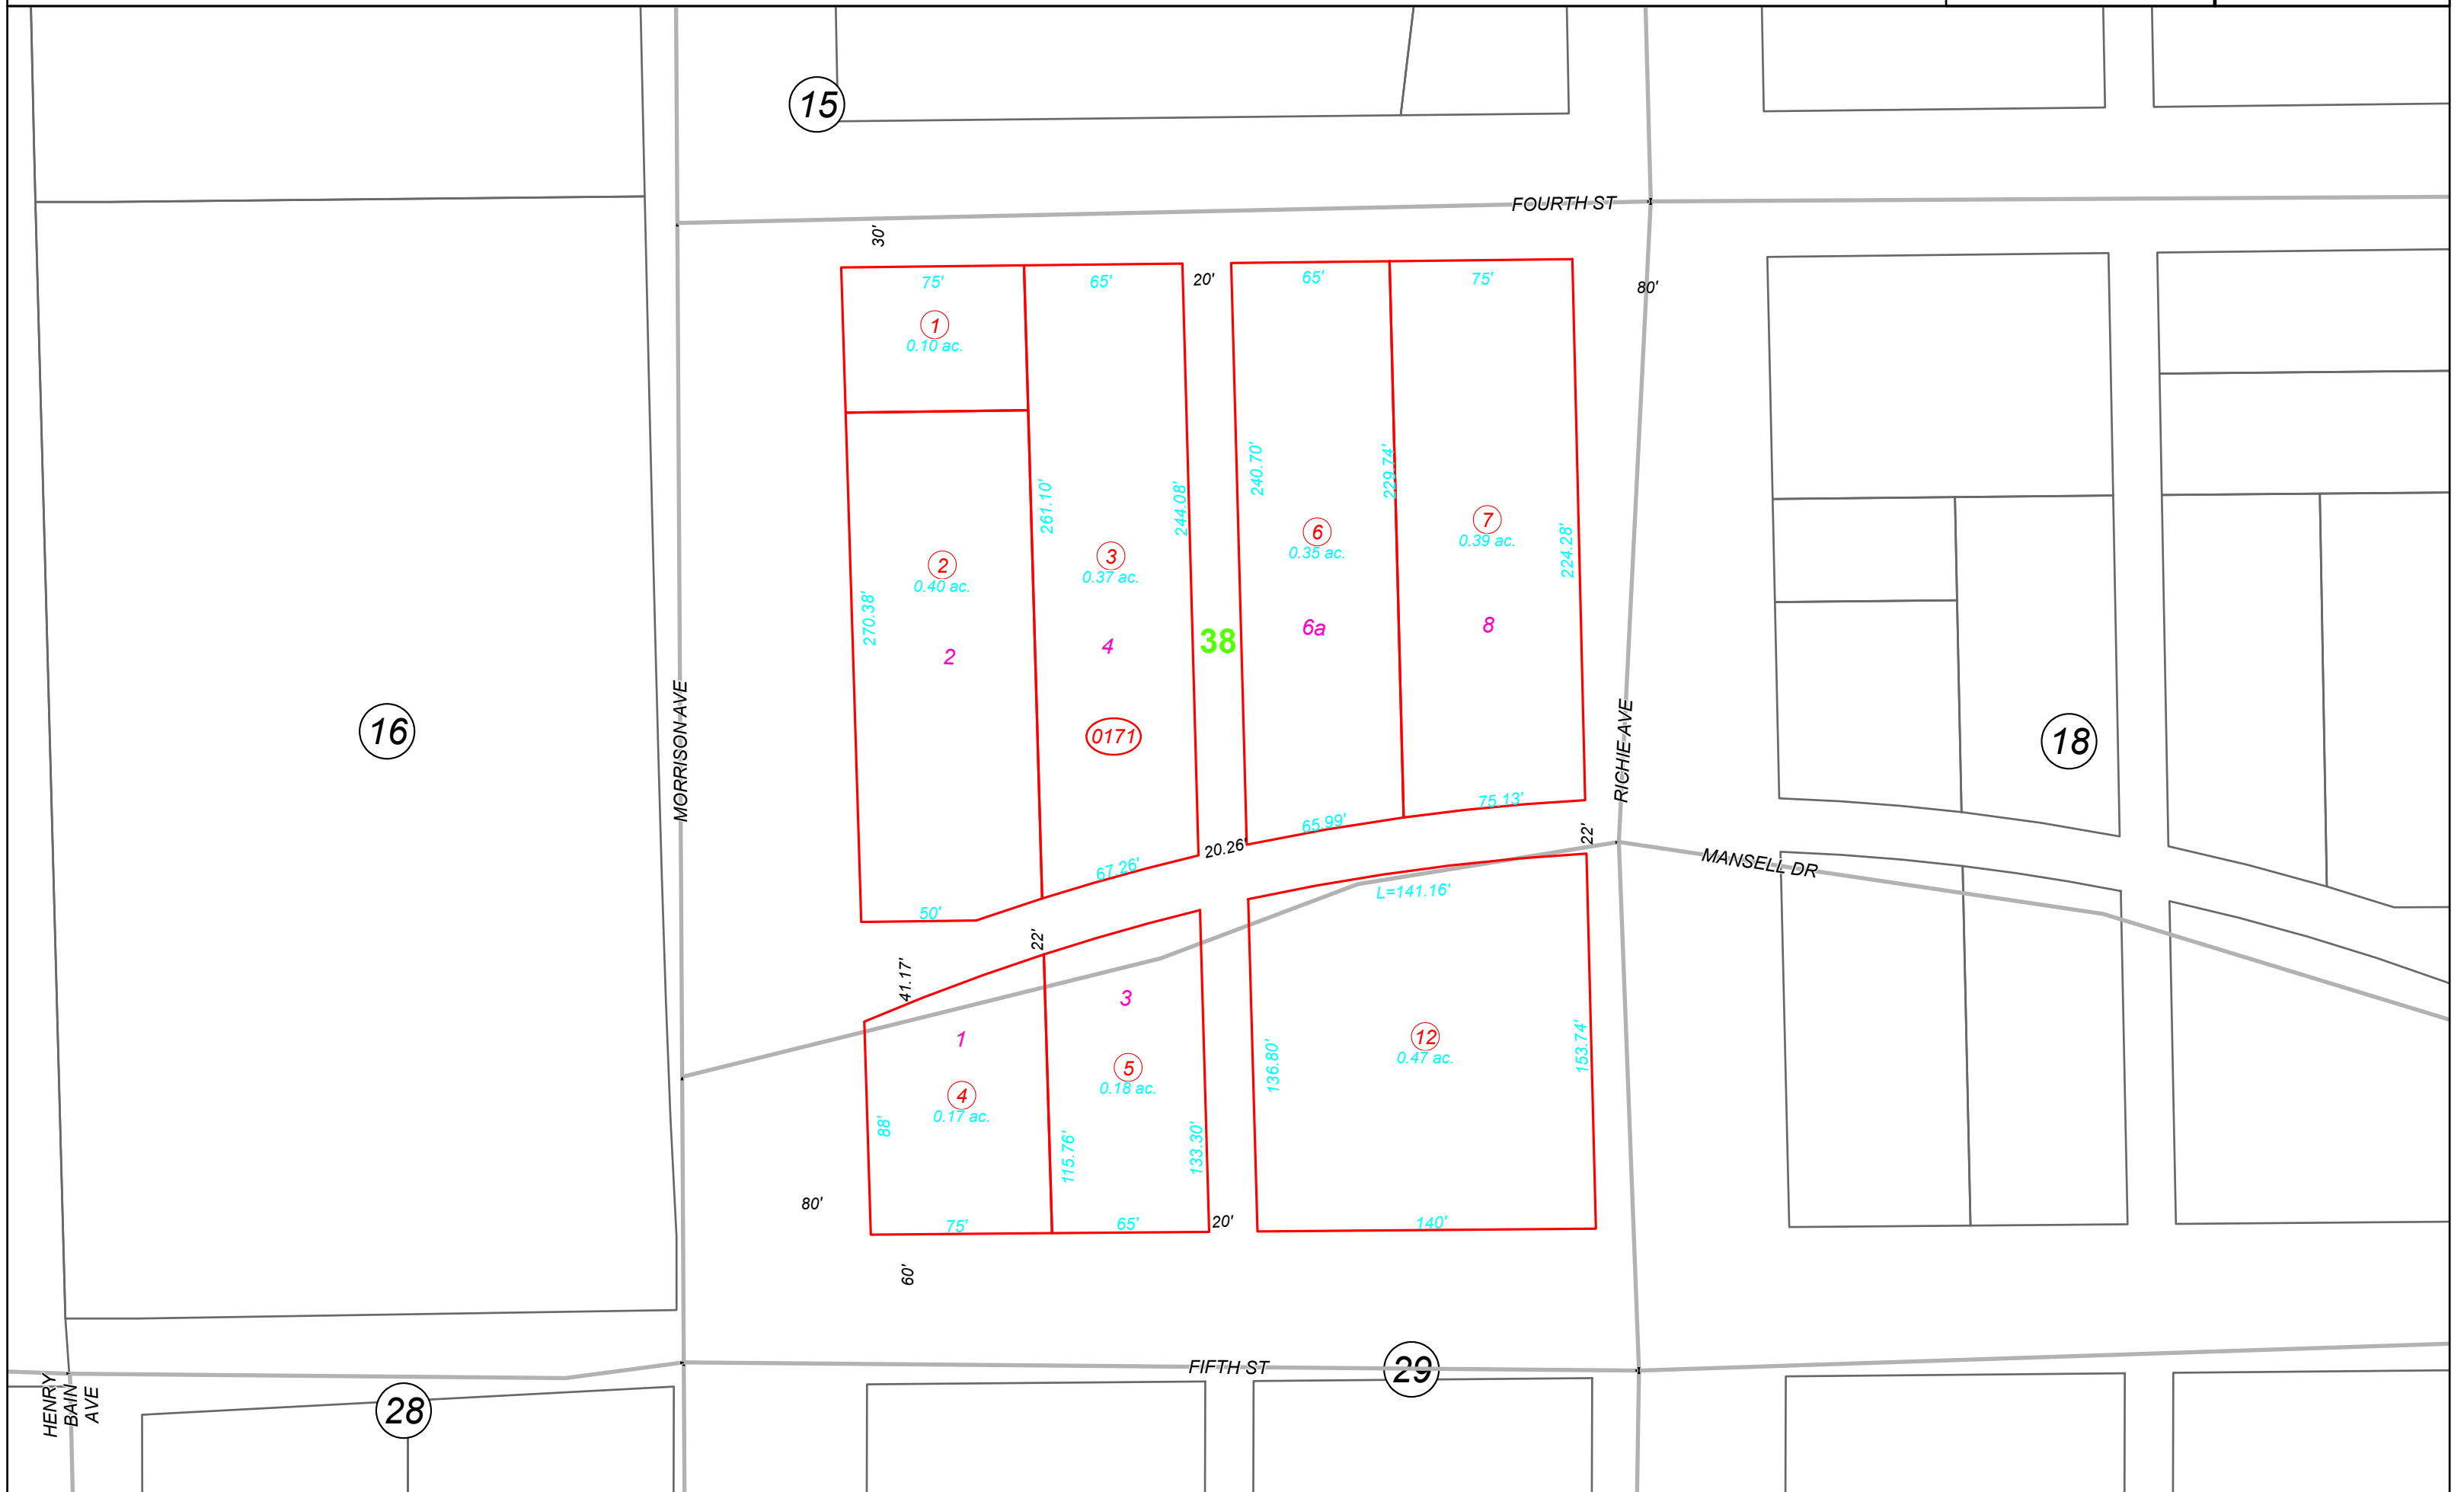 15
FOURTH ST
30'
75'
65'
20'
65'
75'
80'
1
0.10 ac.
240.70'
229.74'
261.10'
244.08'
6
0.35 ac.
7
0.39 ac.
224.28'
2
0.40 ac.
3
0.37 ac.
270.38'
2
4
38
6a
8
16
MORRISON AVE
0171
RICHIE AVE
18
75.13'
65.99'
22'
20.26'
67.26'
MANSELL DR
50'
L=141.16'
22'
41.17'
3
1
12
0.47 ac.
136.80'
153.74'
5
0.18 ac.
4
0.17 ac.
88'
115.76'
133.30'
80'
75'
65'
20'
140'
60'
FIFTH ST
29
HENRY
BAIN
AVE
28